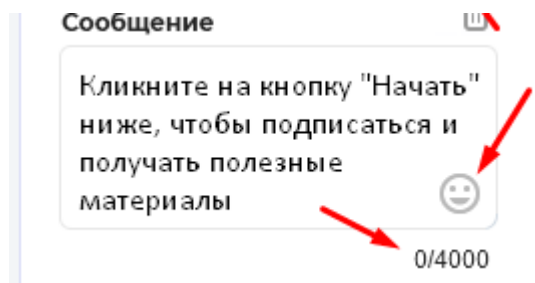 Сообщение
Кликните на кнопку "Начать"
ниже, чтобы подписаться и
получать полезные
материалы
0/4000